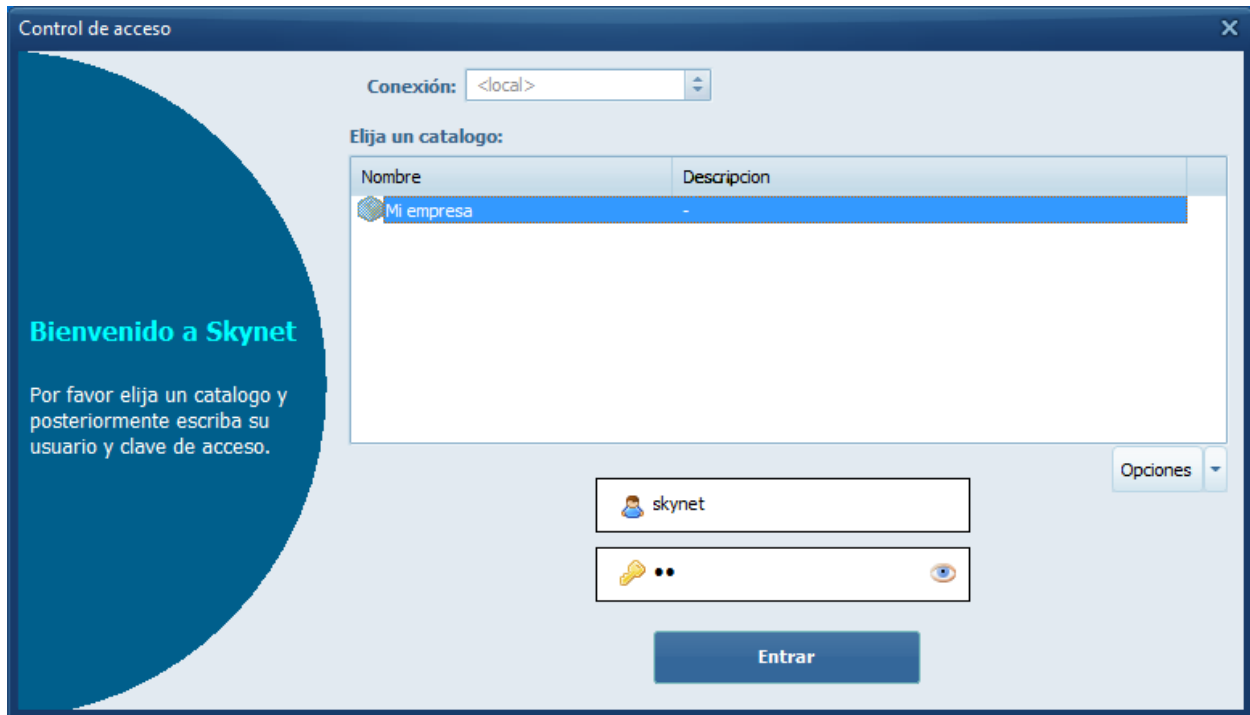 Control de acceso
Conexión: <local>
Elija un catalogo:
Nombre Descripcion
Mi empresa -
Bienvenido a Skynet
Por favor elija un catalogo y
posteriormente escriba su
usuario y clave de acceso.
Opciones
skynet
••
Entrar